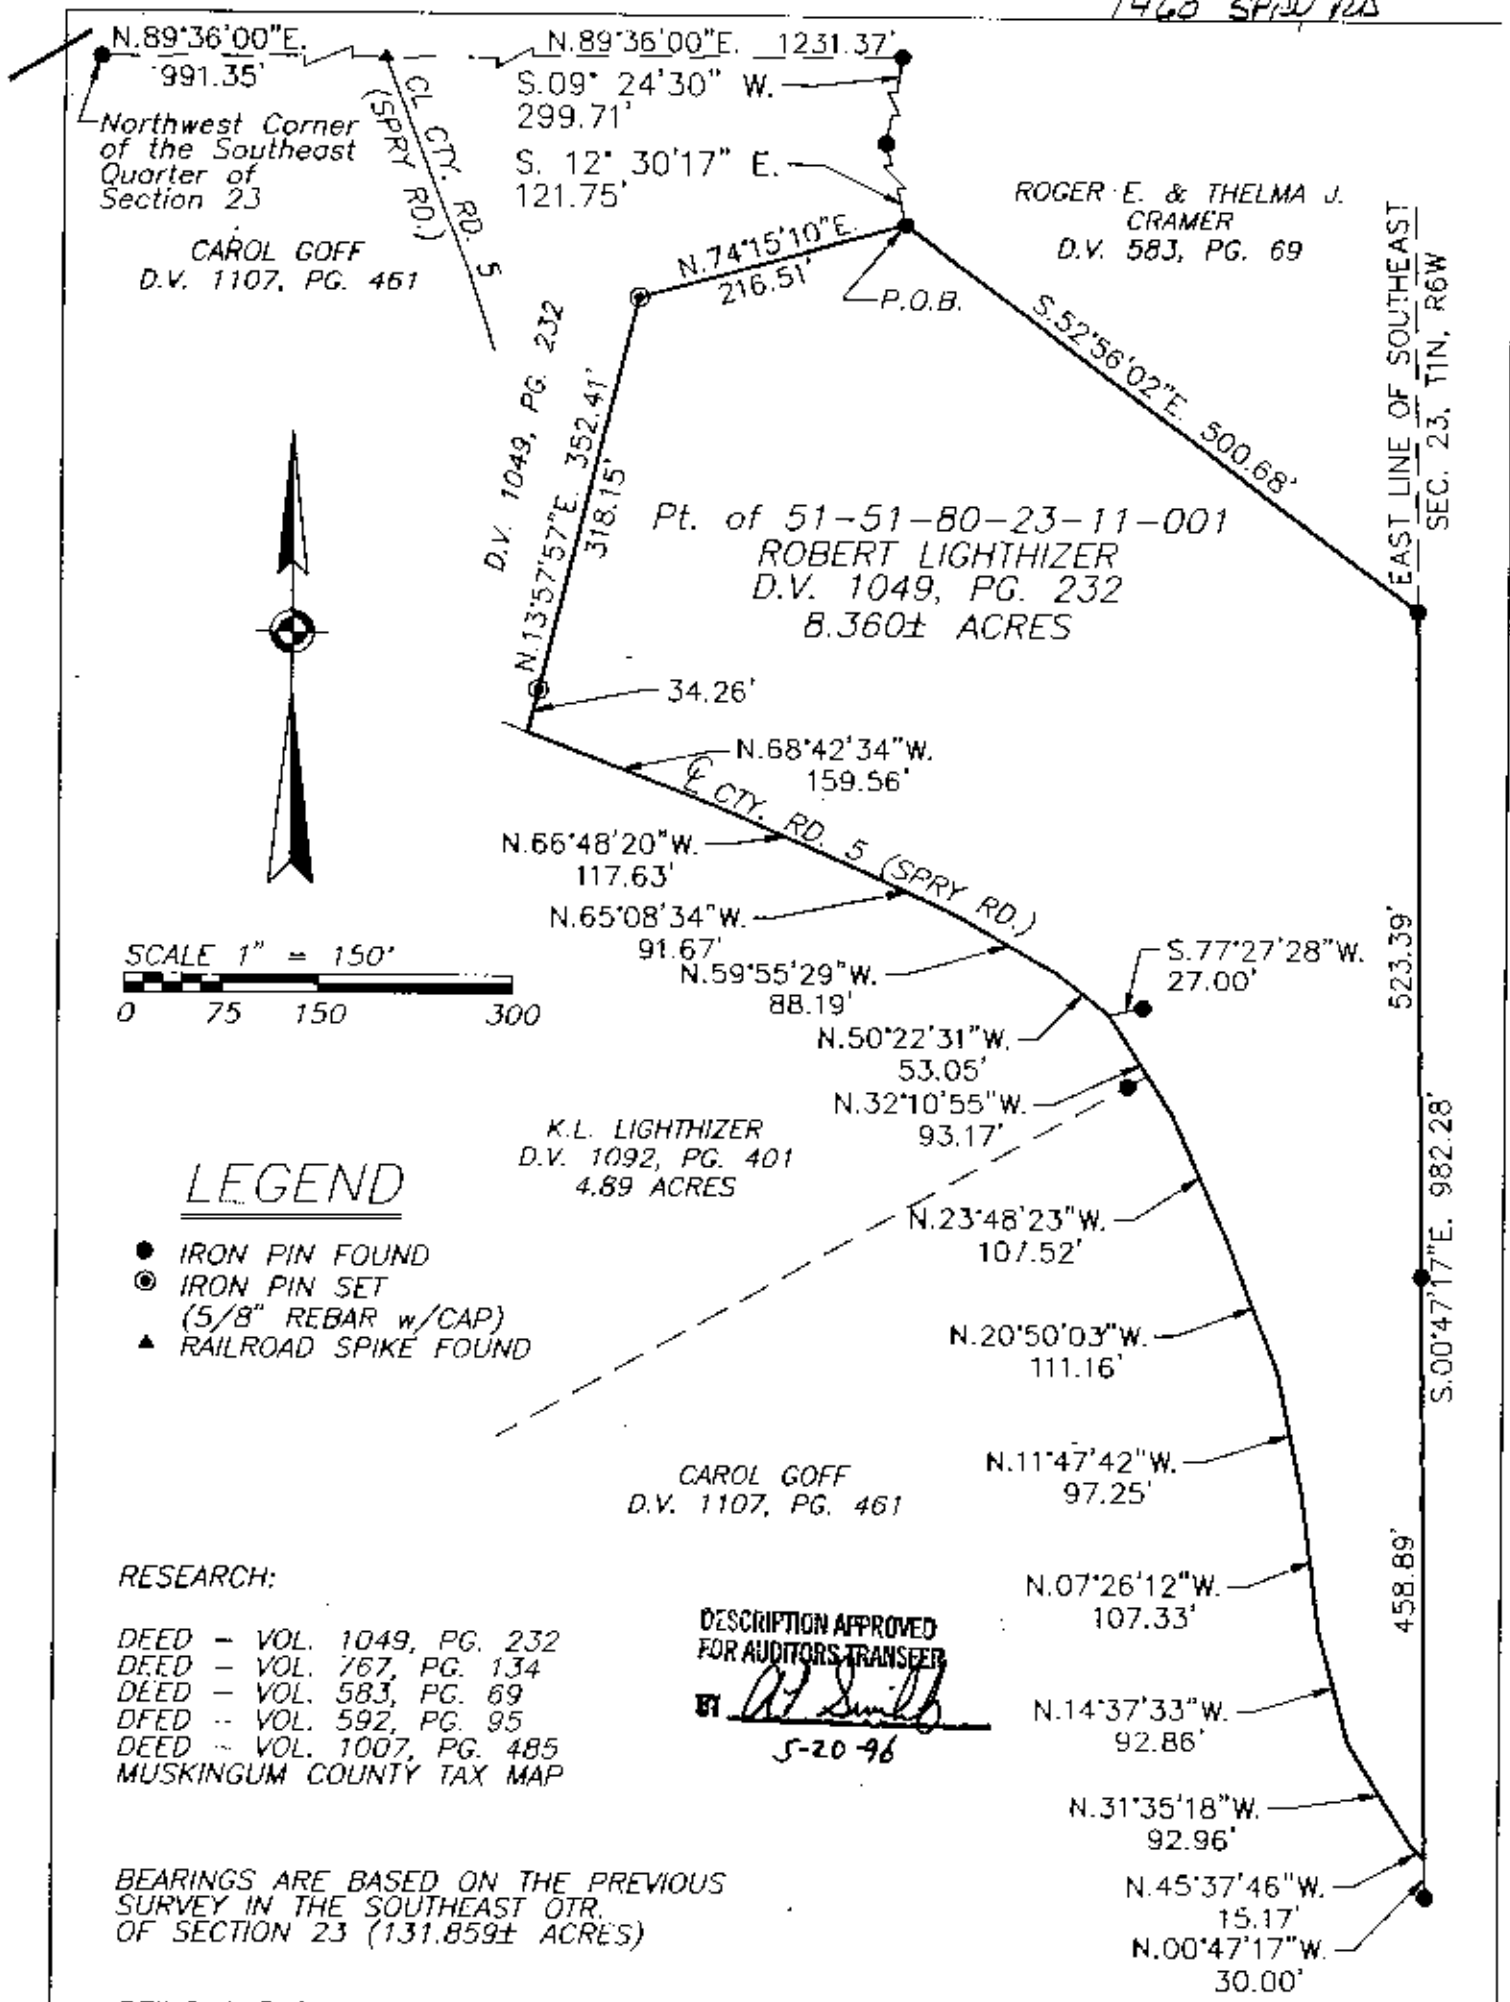 1460 SPRY RD
N.89°36'00"E.
991.35'
N.89°36'00"E. 1231.37'
S.09° 24'30" W.
299.71'
S. 12° 30'17" E.
121.75'
Northwest Corner
of the Southeast
Quarter of
Section 23
CL CTY. RD. 5
(SPRY RD.)
CAROL GOFF
D.V. 1107, PG. 461
ROGER E. & THELMA J.
CRAMER
D.V. 583, PG. 69
N.74°15'10"E.
216.51'
P.O.B.
S.52°56'02"E. 500.68'
EAST LINE OF SOUTHEAST
SEC. 23, T1N, R6W
D.V. 1049, PG. 232
N.13°57'57"E. 352.41'
318.15'
Pt. of 51-51-80-23-11-001
ROBERT LIGHTHIZER
D.V. 1049, PG. 232
8.360± ACRES
34.26'
N.68°42'34"W.
159.56'
℄ CTY. RD. 5 (SPRY RD.)
N.66°48'20"W.
117.63'
N.65°08'34"W.
91.67'
N.59°55'29"W.
88.19'
S.77°27'28"W.
27.00'
N.50°22'31"W.
53.05'
N.32°10'55"W.
93.17'
523.39'
S.00°47'17"E. 982.28'
SCALE 1" = 150'
0 75 150 300
K.L. LIGHTHIZER
D.V. 1092, PG. 401
4.89 ACRES
LEGEND
IRON PIN FOUND
IRON PIN SET
(5/8" REBAR w/CAP)
RAILROAD SPIKE FOUND
N.23°48'23"W.
107.52'
N.20°50'03"W.
111.16'
N.11°47'42"W.
97.25'
CAROL GOFF
D.V. 1107, PG. 461
458.89'
N.07°26'12"W.
107.33'
N.14°37'33"W.
92.86'
N.31°35'18"W.
92.96'
N.45°37'46"W.
15.17'
N.00°47'17"W.
30.00'
RESEARCH:
DEED - VOL. 1049, PG. 232
DEED - VOL. 767, PG. 134
DEED - VOL. 583, PG. 69
DEED - VOL. 592, PG. 95
DEED - VOL. 1007, PG. 485
MUSKINGUM COUNTY TAX MAP
DESCRIPTION APPROVED
FOR AUDITORS TRANSFER
BY
5-20-96
BEARINGS ARE BASED ON THE PREVIOUS
SURVEY IN THE SOUTHEAST QTR.
OF SECTION 23 (131.859± ACRES)